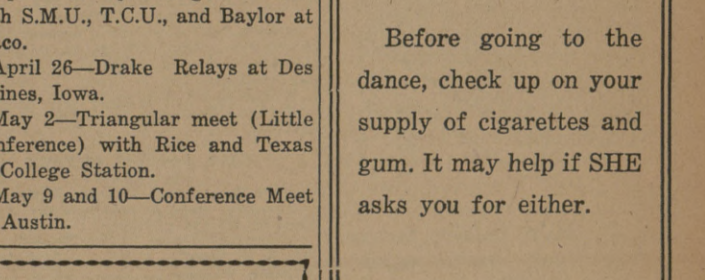 h S.M.U., T.C.U., and Baylor at
co.
April 26—Drake Relays at Des
ines, Iowa.
May 2—Triangular meet (Little
nference) with Rice and Texas
College Station.
May 9 and 10—Conference Meet
Austin.
Before going to the
dance, check up on your
supply of cigarettes and
gum. It may help if SHE
asks you for either.